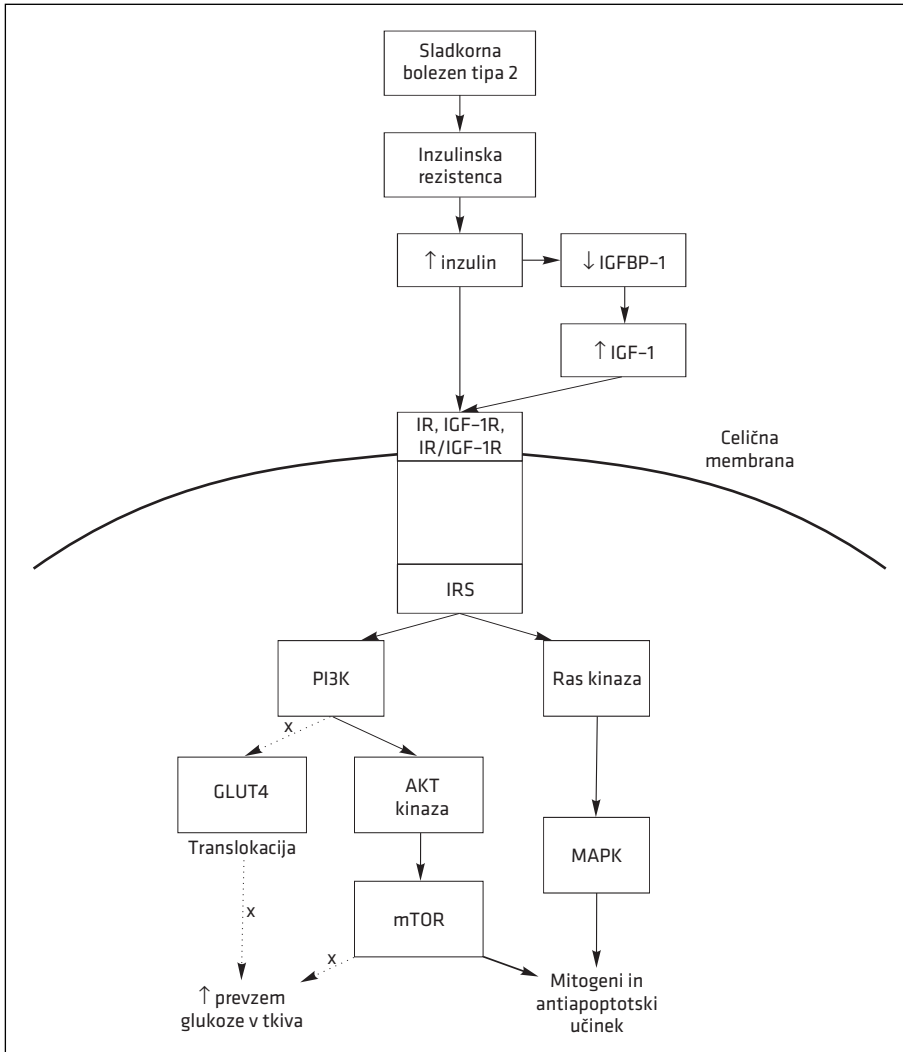 Sladkorna
bolezen tipa 2
Inzulinska
rezistenca
↑ inzulin
↓ IGFBP–1
↑ IGF–1
IR, IGF–1R,
IR/IGF–1R
Celična
membrana
IRS
PI3K
Ras kinaza
x
GLUT4
AKT
kinaza
Translokacija
MAPK
x
mTOR
x
↑ prevzem
glukoze v tkiva
Mitogeni in
antiapoptotski
učinek